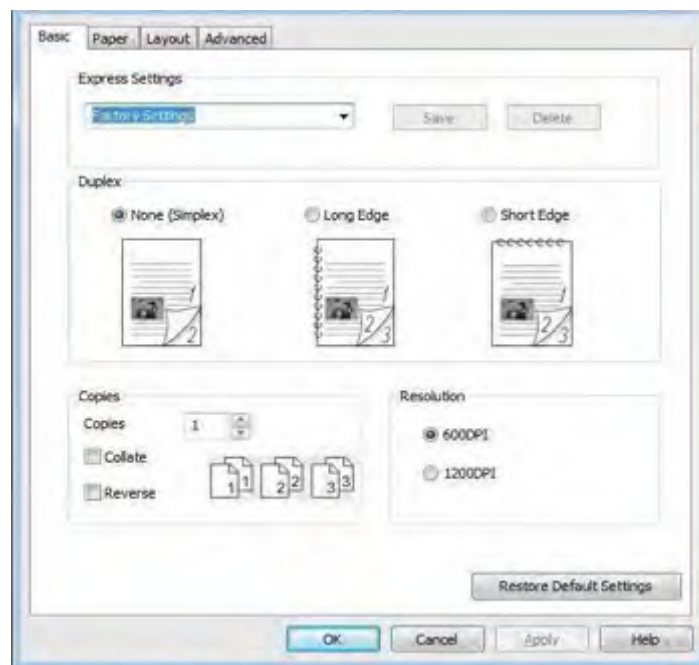 Basic Paper Layout Advanced
Express Settings
Factory Settings Save Delete
Duplex
None (Simplex) Long Edge Short Edge
1 2
1 2 3
1 2 3
Copies
Copies 1
Collate
Reverse
1 1 2 2 3 3
Resolution
600DPI
1200DPI
Restore Default Settings
OK Cancel Apply Help